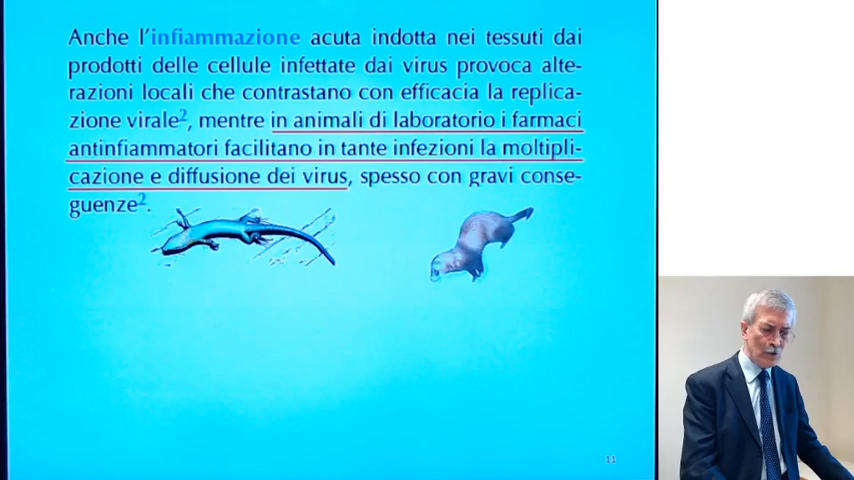 Anche l'infiammazione acuta indotta nei tessuti dai
prodotti delle cellule infettate dai virus provoca alte-
razioni locali che contrastano con efficacia la replica-
zione virale², mentre in animali di laboratorio i farmaci
antinfiammatori facilitano in tante infezioni la moltipli-
cazione e diffusione dei virus, spesso con gravi conse-
guenze².
11